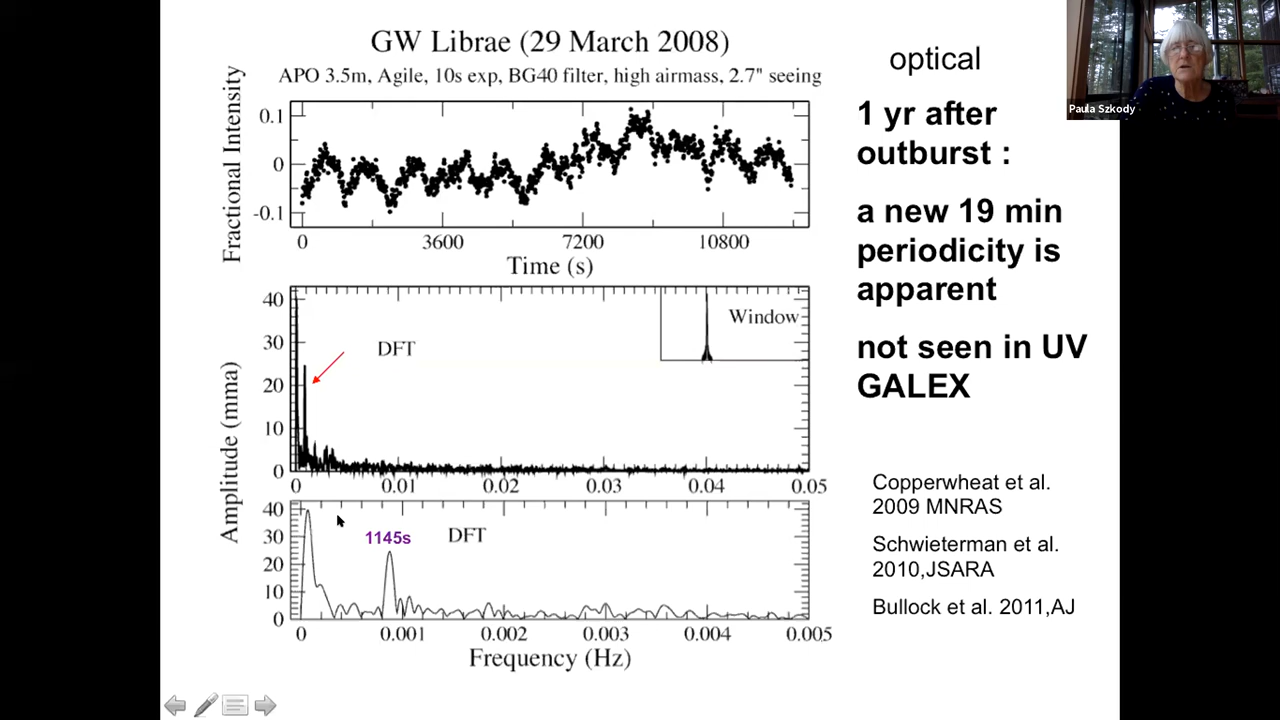 GW Librae (29 March 2008)
APO 3.5m, Agile, 10s exp, BG40 filter, high airmass, 2.7" seeing
Fractional Intensity
0.1
0
-0.1
0
3600
7200
10800
Time (s)
Amplitude (mma)
40
30
20
10
0
DFT
Window
0
0.01
0.02
0.03
0.04
0.05
40
30
20
10
0
1145s
DFT
0
0.001
0.002
0.003
0.004
0.005
Frequency (Hz)
optical
1 yr after
outburst :
a new 19 min
periodicity is
apparent
not seen in UV
GALEX
Copperwheat et al.
2009 MNRAS
Schwieterman et al.
2010,JSARA
Bullock et al. 2011,AJ
Paula Szkody